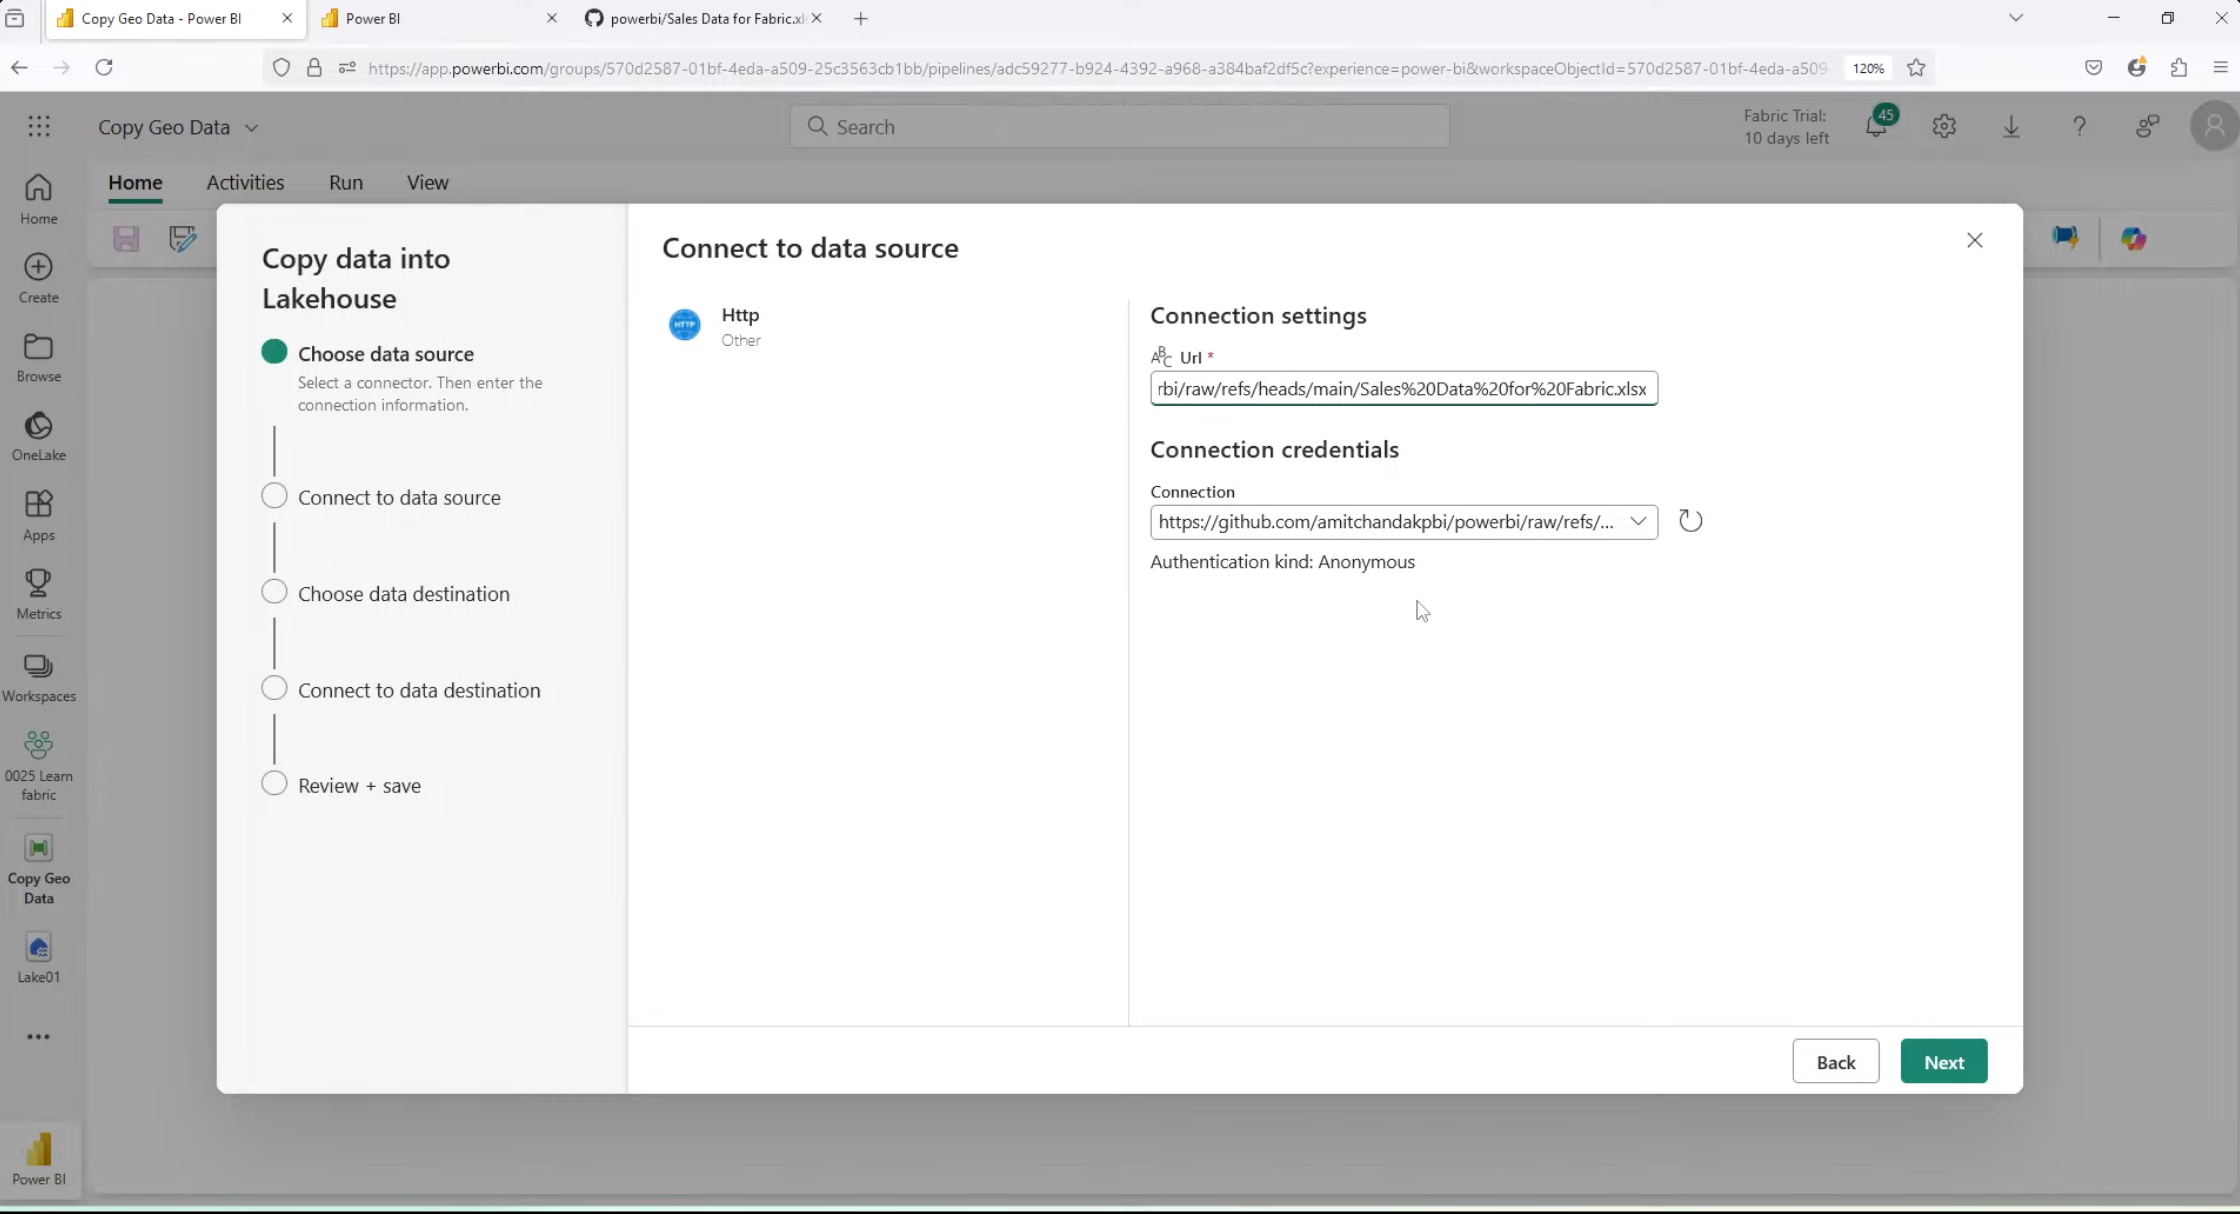 Copy Geo Data - Power BI
Power BI
powerbi/Sales Data for Fabric.xl
https://app.powerbi.com/groups/570d2587-01bf-4eda-a509-25c3563cb1bb/pipelines/adc59277-b924-4392-a968-a384baf2df5c?experience=power-bi&workspaceObjectId=570d2587-01bf-4eda-a509-
120%
Copy Geo Data
Search
Fabric Trial:
10 days left
45
Home
Activities
Run
View
Home
Create
Browse
OneLake
Apps
Metrics
Workspaces
0025 Learn
fabric
Copy Geo
Data
Lake01
Power BI
Copy data into
Lakehouse
Choose data source
Select a connector. Then enter the
connection information.
Connect to data source
Choose data destination
Connect to data destination
Review + save
Connect to data source
HTTP
Http
Other
Connection settings
ABC Url *
rbi/raw/refs/heads/main/Sales%20Data%20for%20Fabric.xlsx
Connection credentials
Connection
https://github.com/amitchandakpbi/powerbi/raw/refs/...
Authentication kind: Anonymous
Back
Next